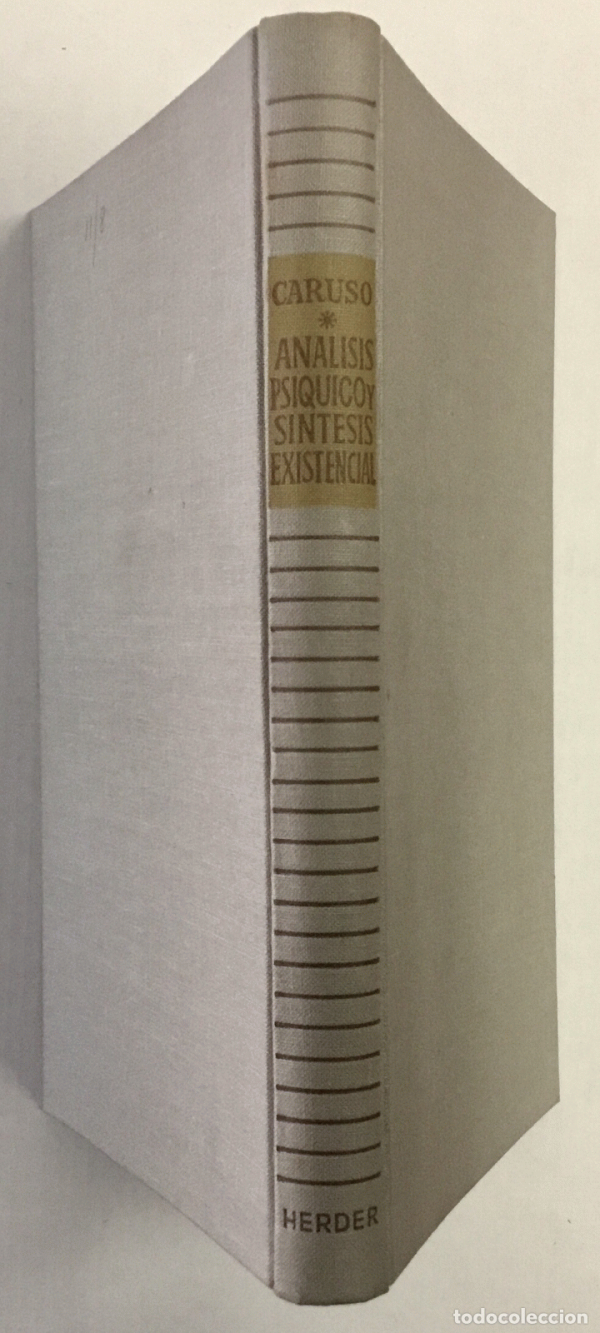 CARUSO
*
ANALISIS
PSIQUICO Y
SINTESIS
EXISTENCIAL
HERDER
todocoleccion